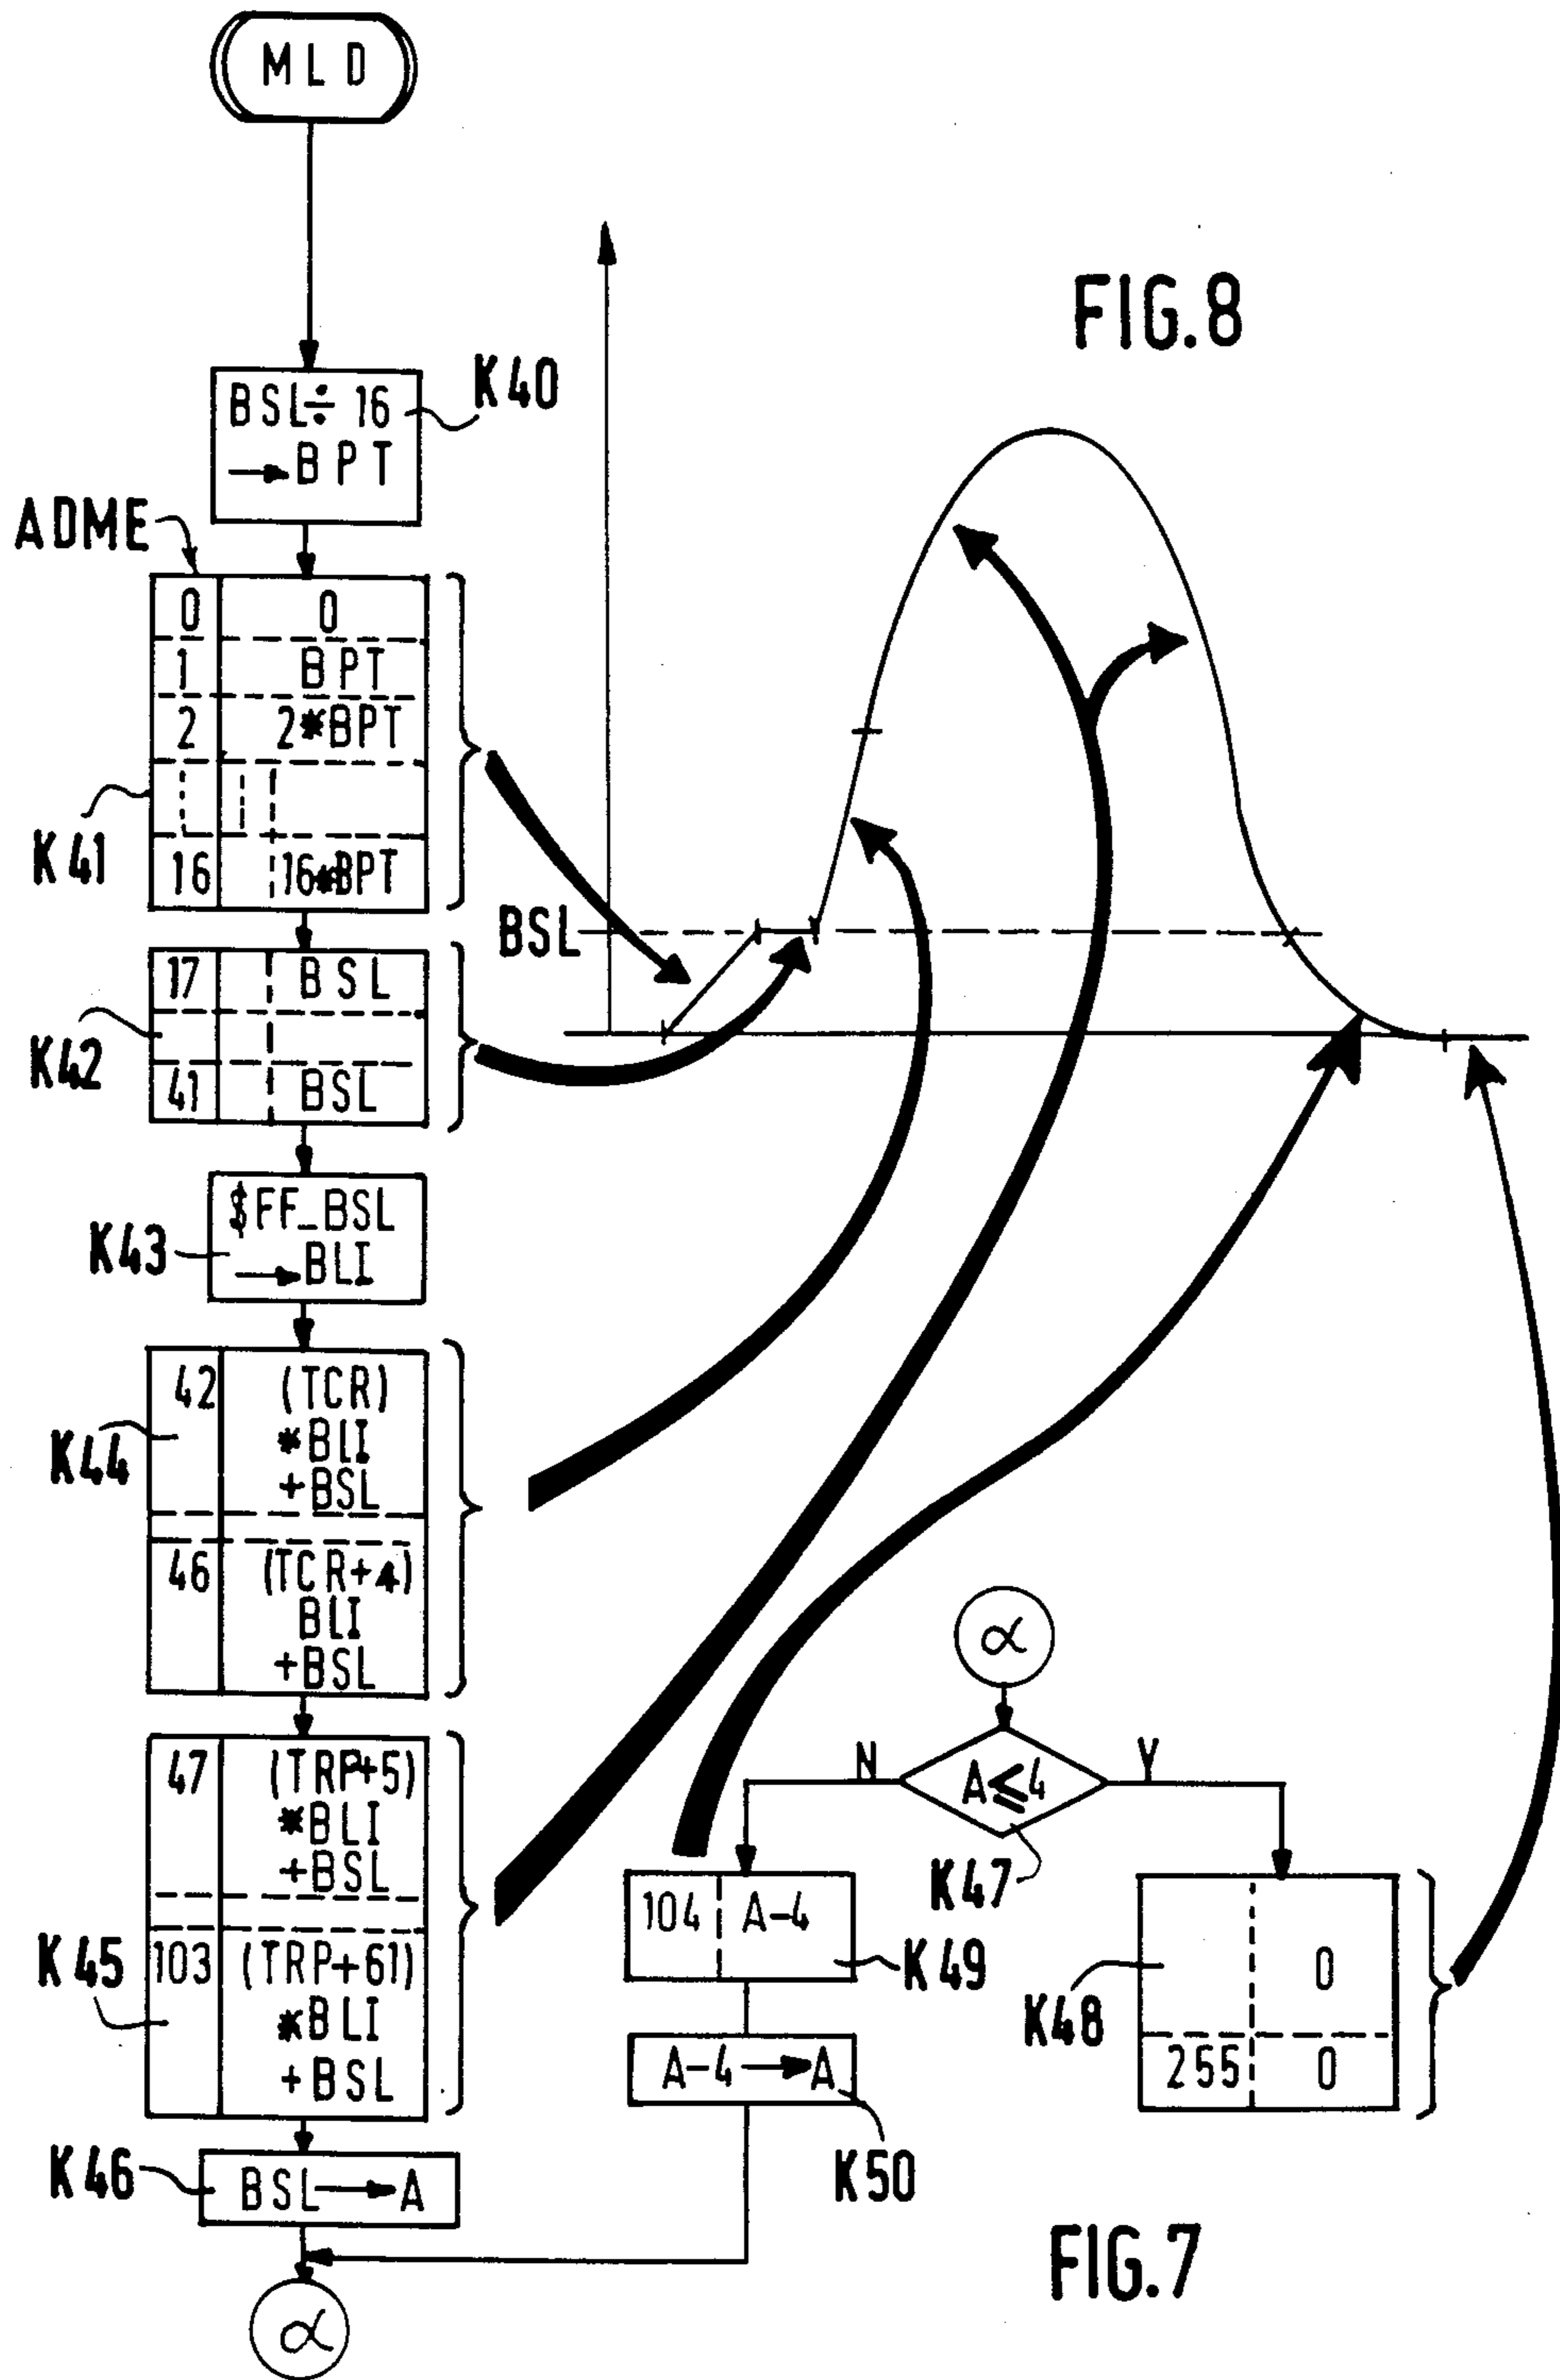 MLD
FIG.8
K40
BSL÷16
→BPT
ADME
0 0
1 BPT
2 2*BPT
K41
16 16*BPT
BSL
17 BSL
K42
41 BSL
$FF_BSL
→BLI
K43
42 (TCR)
*BLI
+BSL
K44
46 (TCR+4)
BLI
+BSL
α
47 (TRP+5)
*BLI
+BSL
N A≤4 Y
K47
104 A-4
K49
K45
103 (TRP+61)
*BLI
+BSL
0
K48
255 0
A-4→A
K50
K46
BSL→A
FIG.7
α